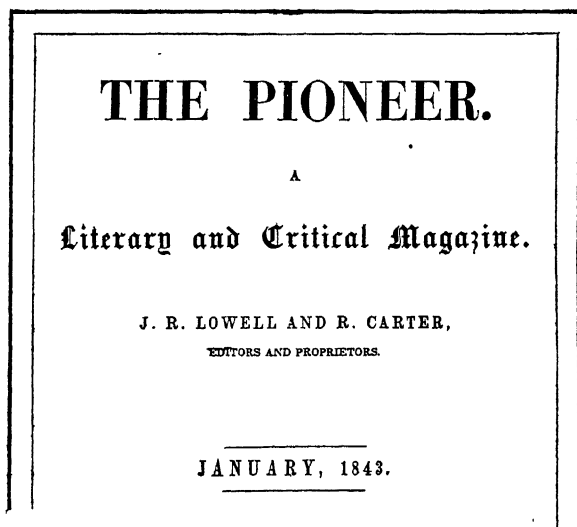 THE PIONEER.
A
Literary and Critical Magazine.
J. R. LOWELL AND R. CARTER,
EDITORS AND PROPRIETORS.
JANUARY, 1843.